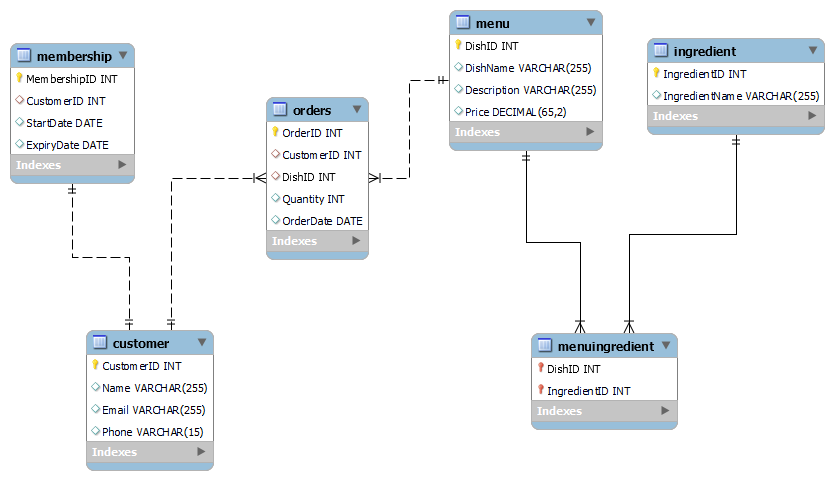 membership
MembershipID INT
CustomerID INT
StartDate DATE
ExpiryDate DATE
Indexes
orders
OrderID INT
CustomerID INT
DishID INT
Quantity INT
OrderDate DATE
Indexes
menu
DishID INT
DishName VARCHAR(255)
Description VARCHAR(255)
Price DECIMAL(65,2)
Indexes
ingredient
IngredientID INT
IngredientName VARCHAR(255)
Indexes
customer
CustomerID INT
Name VARCHAR(255)
Email VARCHAR(255)
Phone VARCHAR(15)
Indexes
menuingredient
DishID INT
IngredientID INT
Indexes